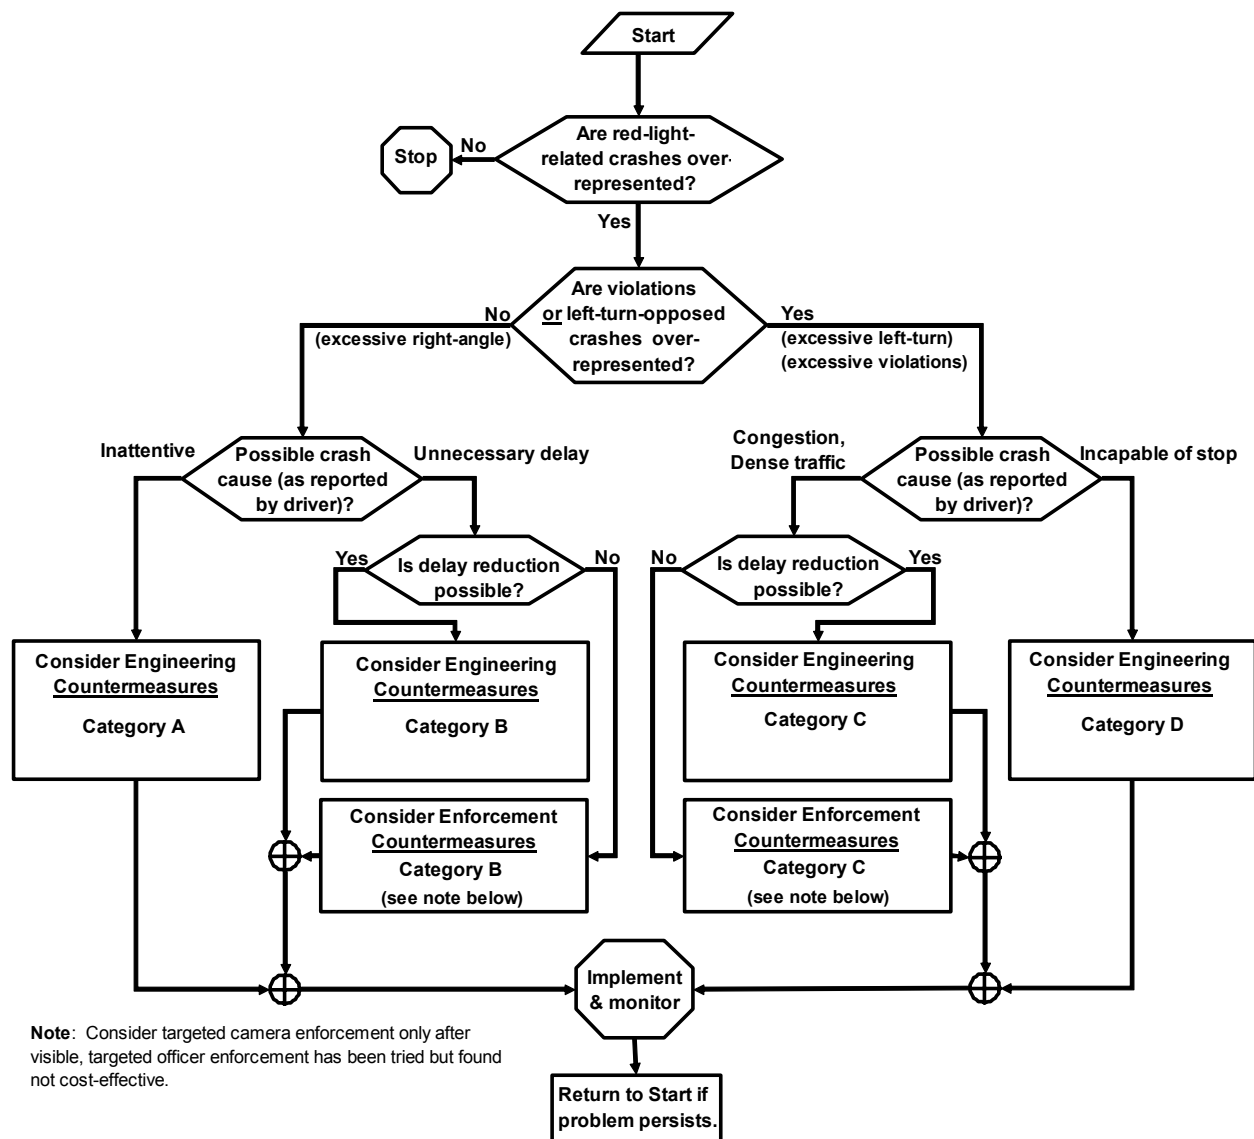 Start
Are red-light-
related crashes over-
represented?
No
Stop
Yes
Are violations
or left-turn-opposed
crashes over-
represented?
No
(excessive right-angle)
Yes
(excessive left-turn)
(excessive violations)
Inattentive
Possible crash
cause (as reported
by driver)?
Unnecessary delay
Congestion,
Dense traffic
Possible crash
cause (as reported
by driver)?
Incapable of stop
Yes
Is delay reduction
possible?
No
No
Is delay reduction
possible?
Yes
Consider Engineering
Countermeasures
Category A
Consider Engineering
Countermeasures
Category B
Consider Engineering
Countermeasures
Category C
Consider Engineering
Countermeasures
Category D
Consider Enforcement
Countermeasures
Category B
(see note below)
Consider Enforcement
Countermeasures
Category C
(see note below)
Implement
& monitor
Note: Consider targeted camera enforcement only after
visible, targeted officer enforcement has been tried but found
not cost-effective.
Return to Start if
problem persists.